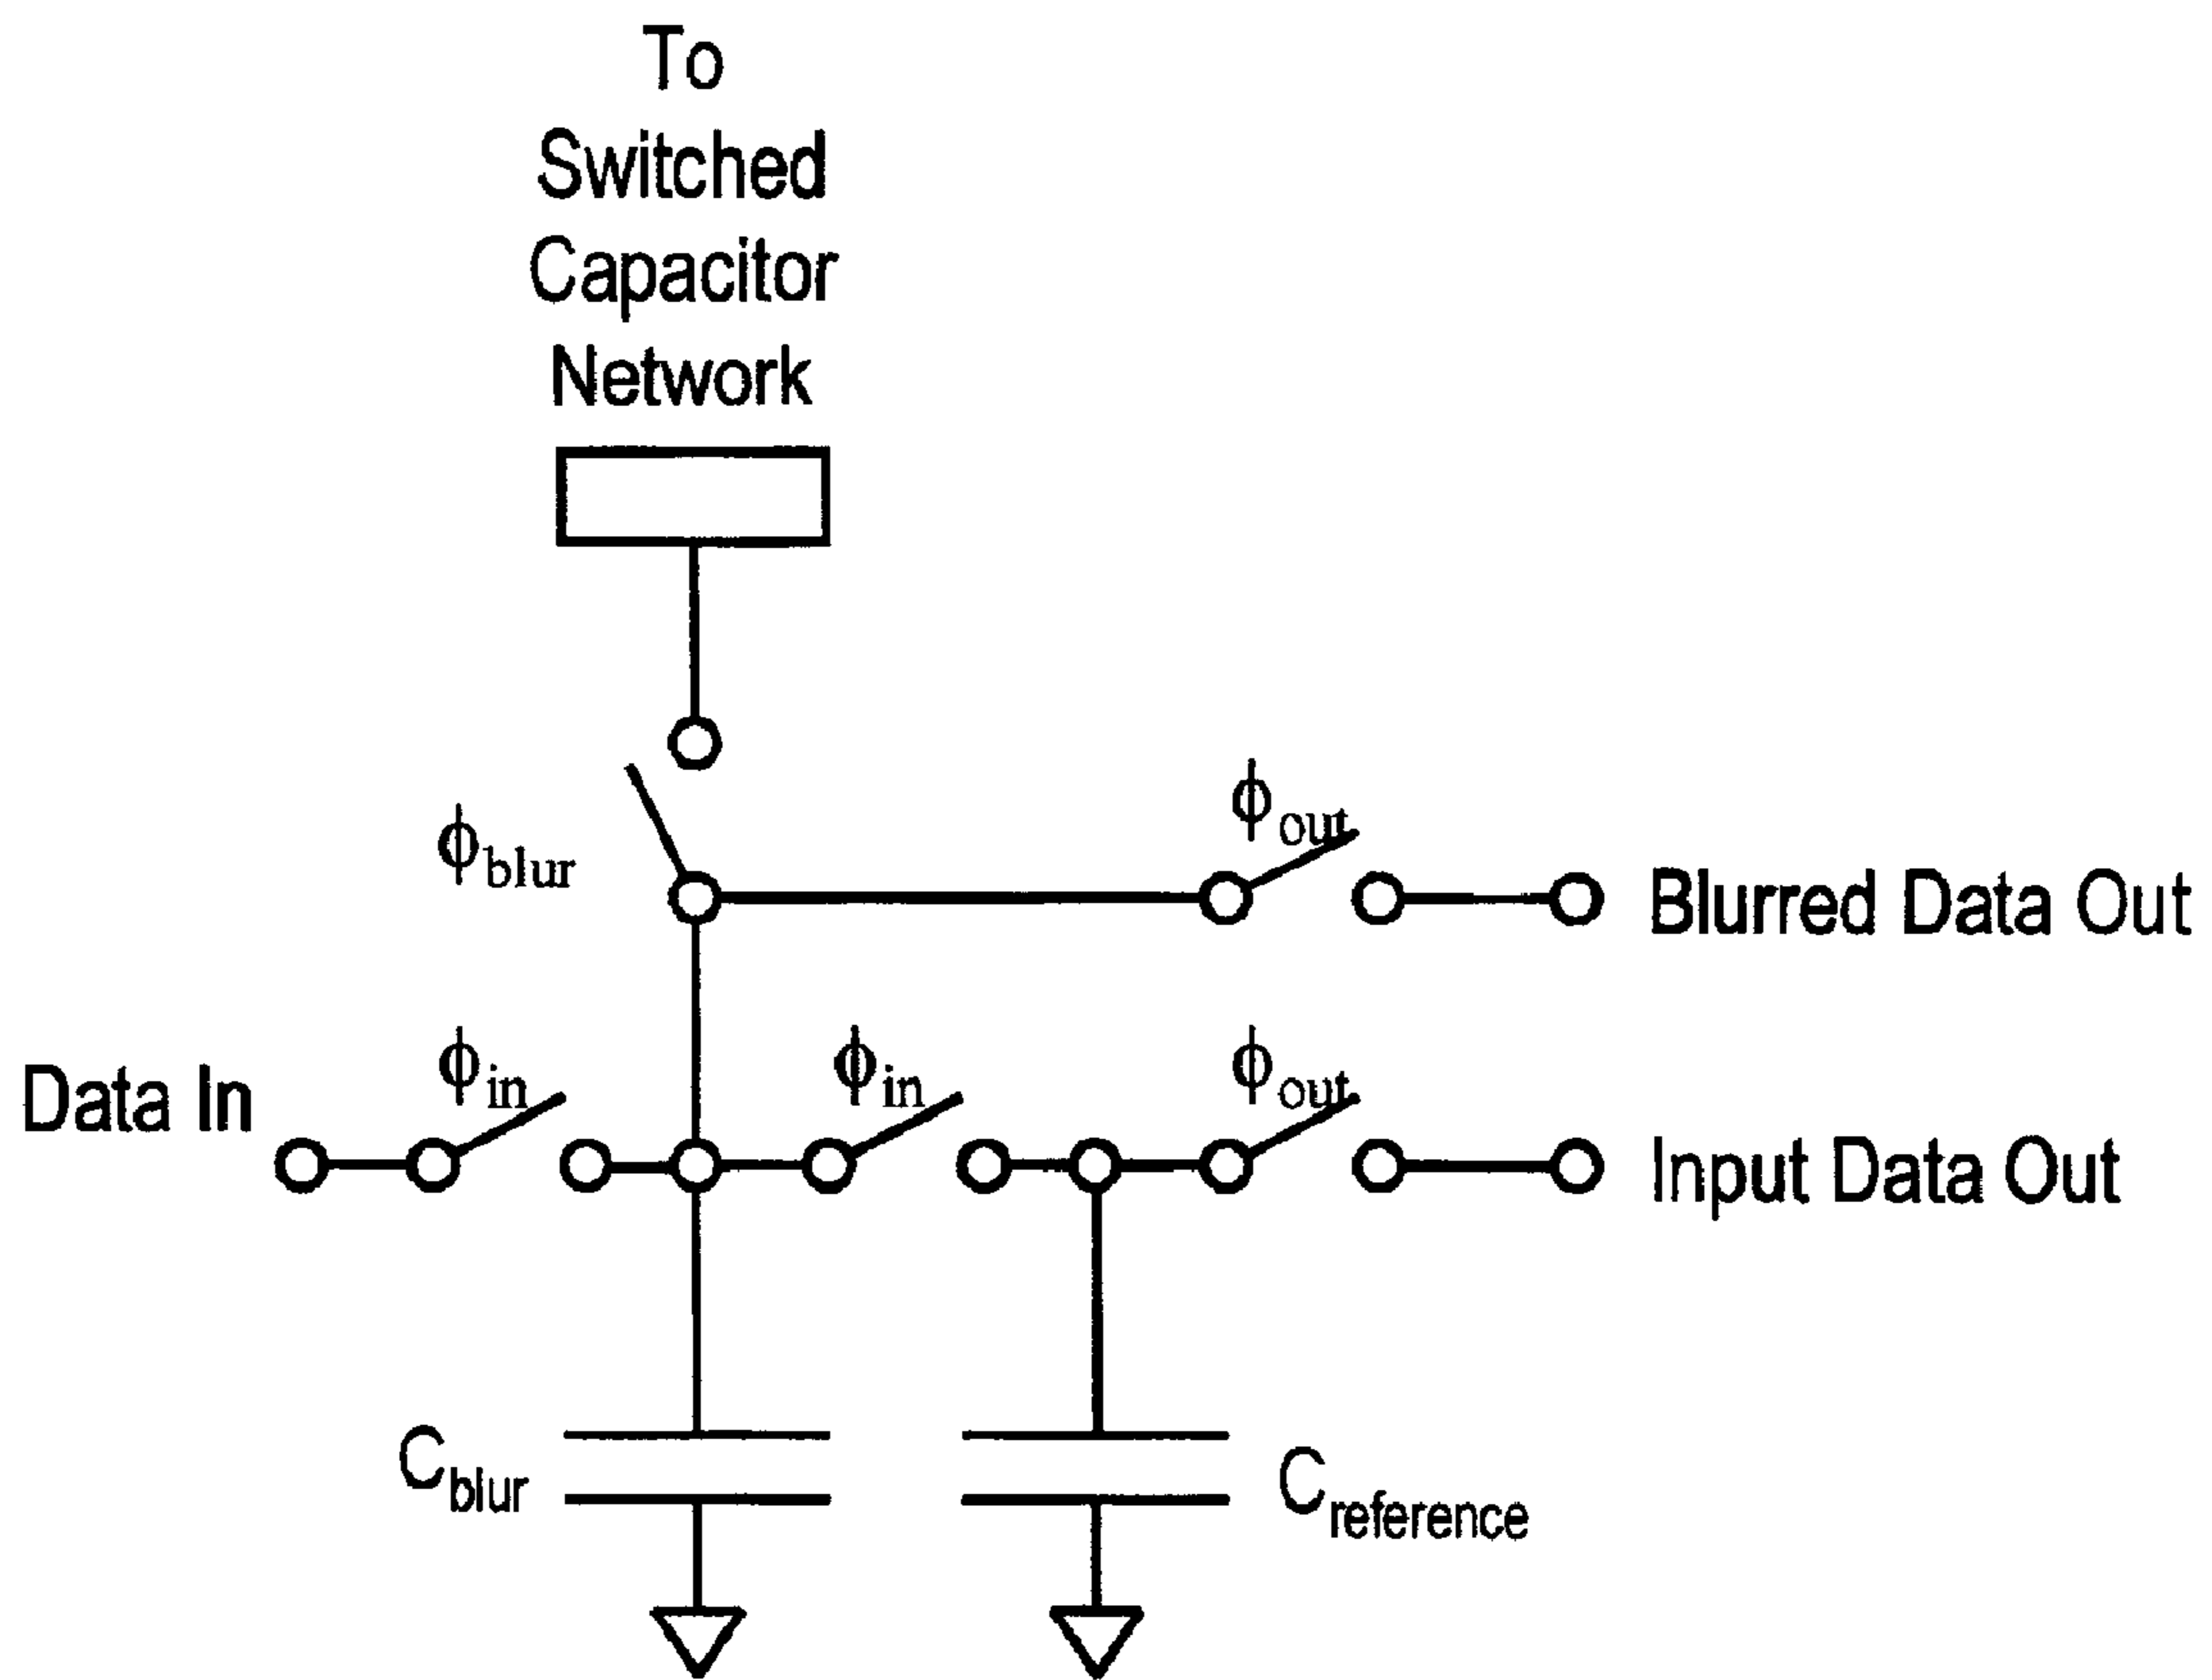 To
Switched
Capacitor
Network
ϕblur
ϕout
Blurred Data Out
Data In
ϕin
ϕin
ϕout
Input Data Out
Cblur
Creference